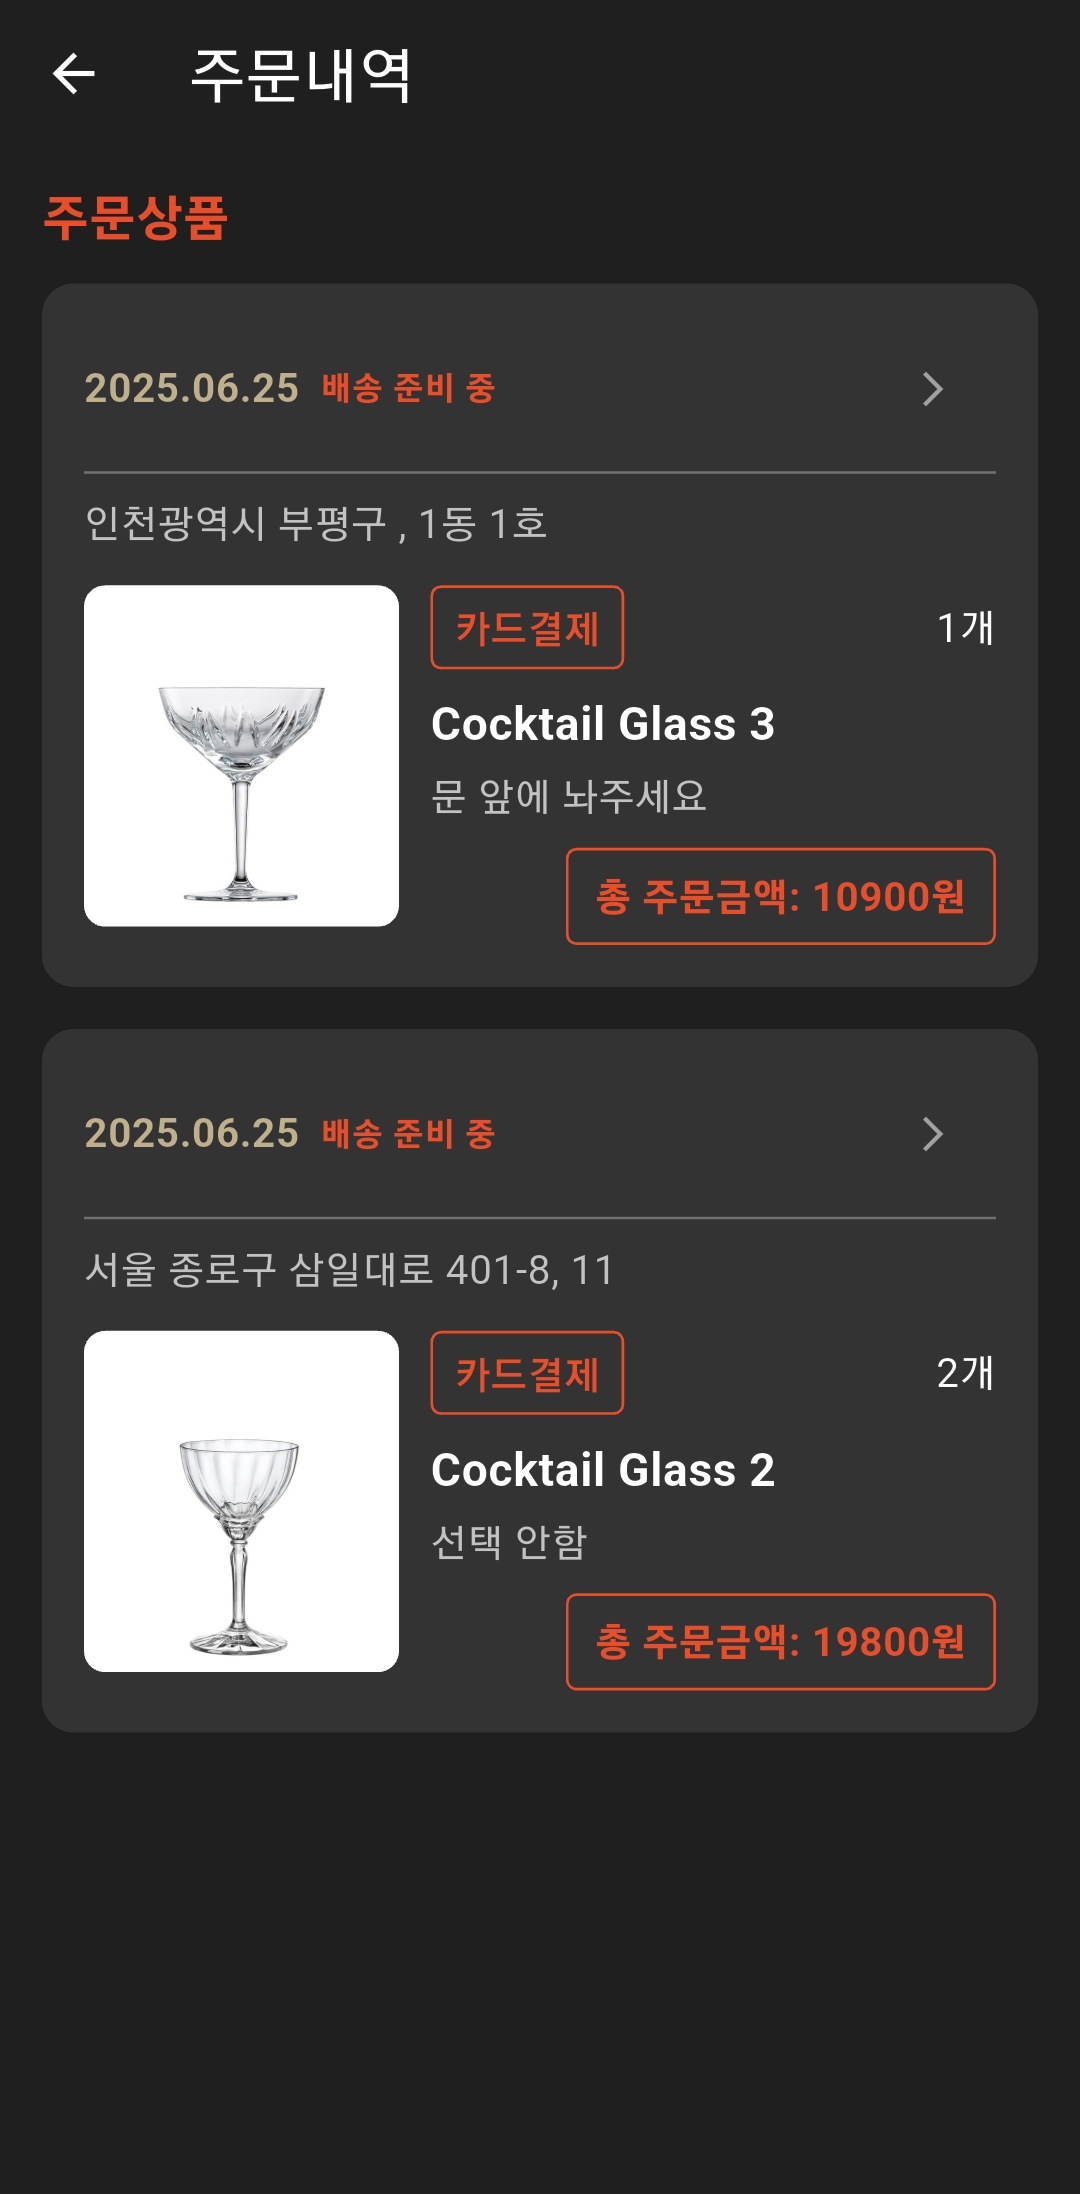 주문내역
주문상품
2025.06.25 배송 준비 중
인천광역시 부평구 , 1동 1호
카드결제 1개
Cocktail Glass 3
문 앞에 놔주세요
총 주문금액: 10900원
2025.06.25 배송 준비 중
서울 종로구 삼일대로 401-8, 11
카드결제 2개
Cocktail Glass 2
선택 안함
총 주문금액: 19800원